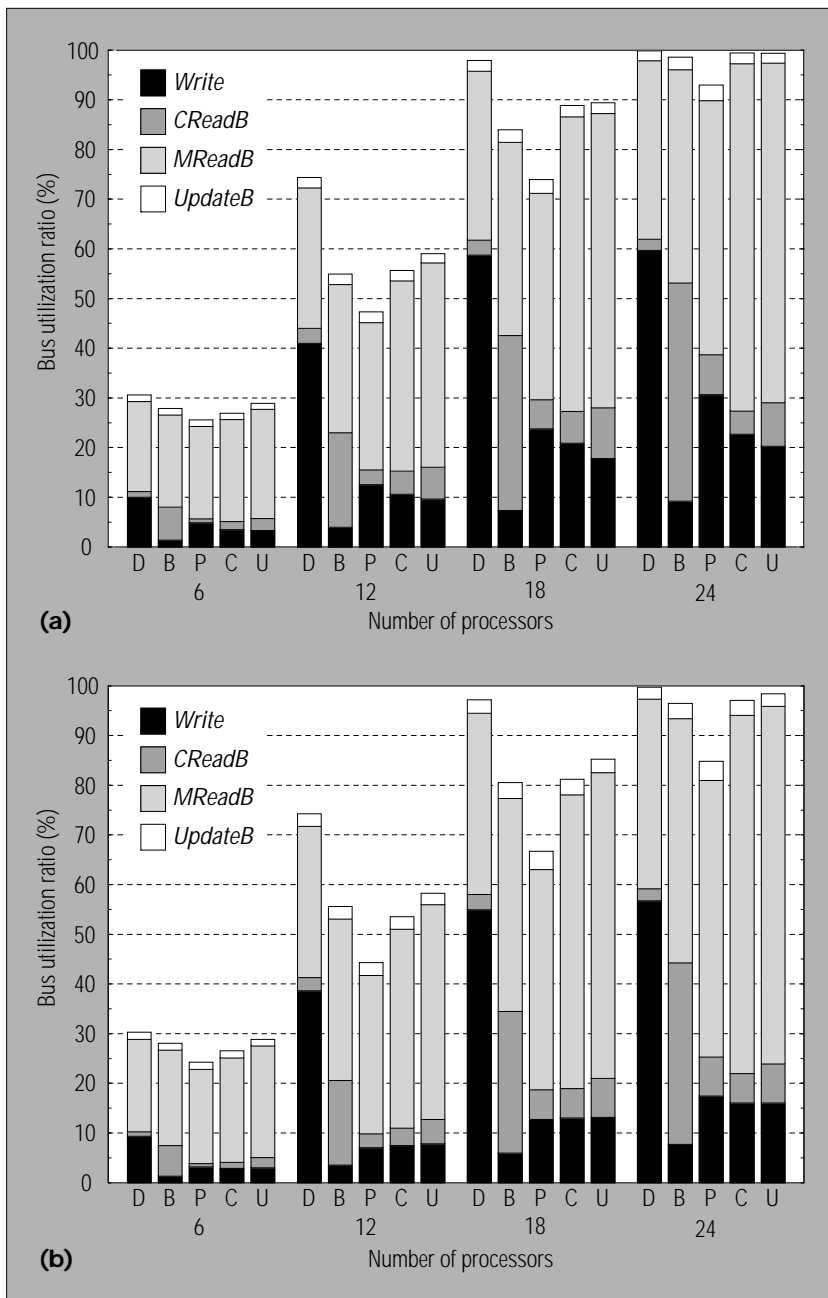 100
90
80
70
60
50
40
30
20
10
0
Bus utilization ratio (%)
Write
CReadB
MReadB
UpdateB
D B P C U D B P C U D B P C U D B P C U
6 12 18 24
(a) Number of processors
100
90
80
70
60
50
40
30
20
10
0
Bus utilization ratio (%)
Write
CReadB
MReadB
UpdateB
D B P C U D B P C U D B P C U D B P C U
6 12 18 24
(b) Number of processors